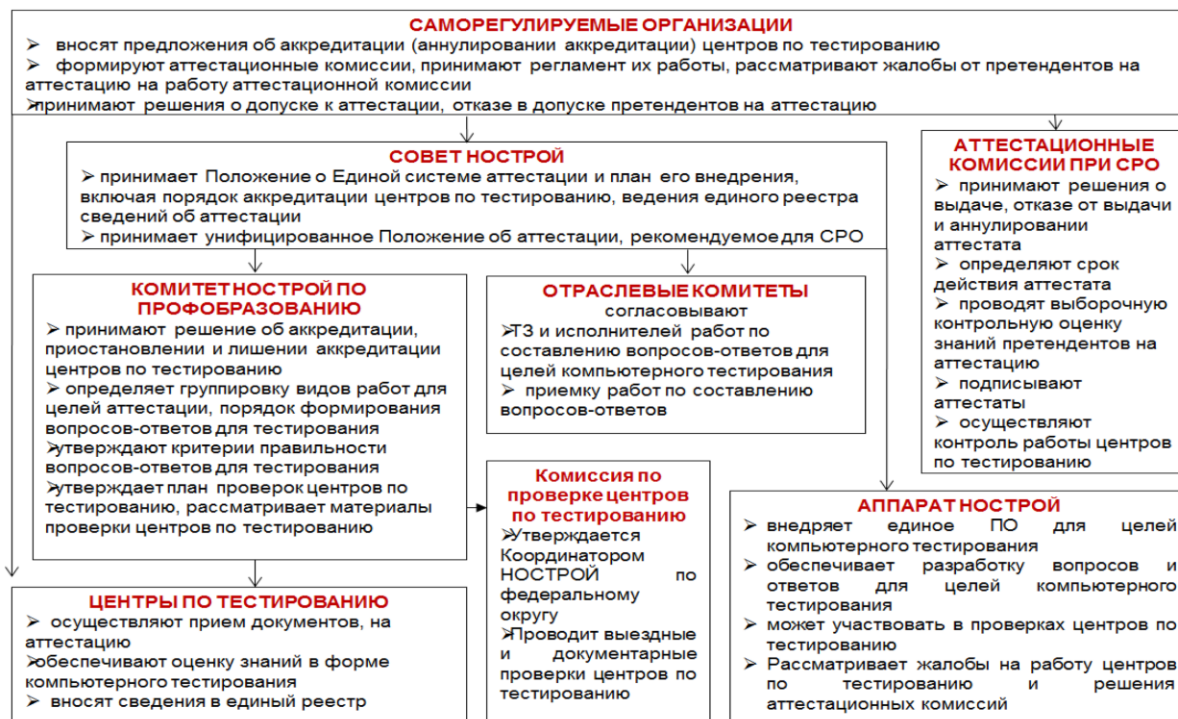 САМОРЕГУЛИРУЕМЫЕ ОРГАНИЗАЦИИ
➢ вносят предложения об аккредитации (аннулировании аккредитации) центров по тестированию
➢ формируют аттестационные комиссии, принимают регламент их работы, рассматривают жалобы от претендентов на
аттестацию на работу аттестационной комиссии
➢принимают решения о допуске к аттестации, отказе в допуске претендентов на аттестацию
СОВЕТ НОСТРОЙ
➢ принимает Положение о Единой системе аттестации и план его внедрения,
включая порядок аккредитации центров по тестированию, ведения единого реестра
сведений об аттестации
➢ принимает унифицированное Положение об аттестации, рекомендуемое для СРО
АТТЕСТАЦИОННЫЕ
КОМИССИИ ПРИ СРО
➢ принимают решения о
выдаче, отказе от выдачи
и аннулировании
аттестата
➢ определяют срок
действия аттестата
➢ проводят выборочную
контрольную оценку
знаний претендентов на
аттестацию
➢ подписывают
аттестаты
➢ осуществляют
контроль работы центров
по тестированию
КОМИТЕТ НОСТРОЙ ПО
ПРОФОБРАЗОВАНИЮ
➢ принимают решение об аккредитации,
приостановлении и лишении аккредитации
центров по тестированию
➢ определяет группировку видов работ для
целей аттестации, порядок формирования
вопросов-ответов для тестирования
➢утверждают критерии правильности
вопросов-ответов для тестирования
➢утверждает план проверок центров по
тестированию, рассматривает материалы
проверки центров по тестированию
ОТРАСЛЕВЫЕ КОМИТЕТЫ
согласовывают
➢ТЗ и исполнителей работ по
составлению вопросов-ответов для
целей компьютерного тестирования
➢ приемку работ по составлению
вопросов-ответов
Комиссия по
проверке центров
по тестированию
➢Утверждается
Координатором
НОСТРОЙ по
федеральному
округу
➢Проводит выездные
и документарные
проверки центров по
тестированию
АППАРАТ НОСТРОЙ
➢ внедряет единое ПО для целей
компьютерного тестирования
➢ обеспечивает разработку вопросов и
ответов для целей компьютерного
тестирования
➢ может участвовать в проверках центров по
тестированию
➢ Рассматривает жалобы на работу центров
по тестированию и решения
аттестационных комиссий
ЦЕНТРЫ ПО ТЕСТИРОВАНИЮ
➢ осуществляют прием документов, на
аттестацию
➢обеспечивают оценку знаний в форме
компьютерного тестирования
➢ вносят сведения в единый реестр